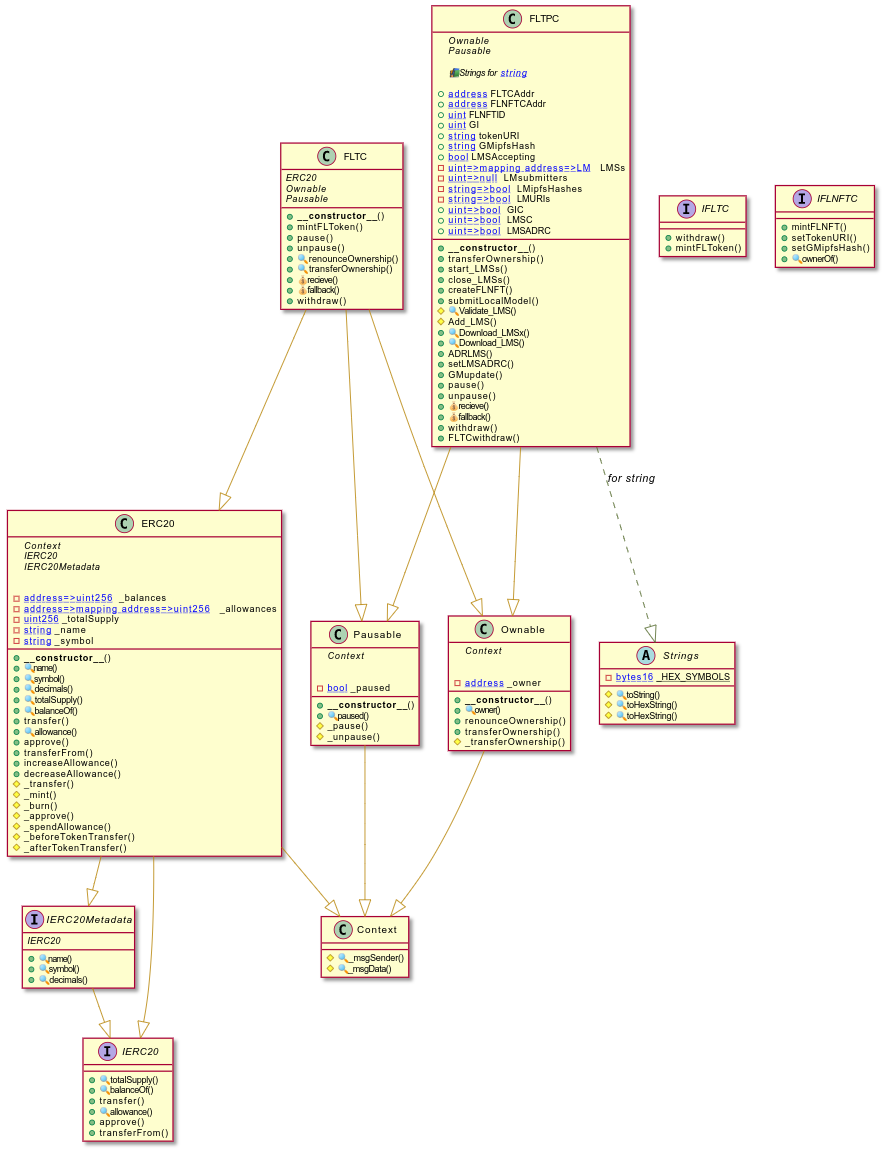 FLTPC
Ownable
Pausable
Strings for string
address FLTCAddr
address FLNFTCAddr
uint FLNFTID
uint GI
string tokenURI
string GMipfsHash
bool LMSAccepting
uint=>mapping address=>LM LMSs
uint=>null LMsubmitters
string=>bool LMipfsHashes
string=>bool LMURIs
uint=>bool GIC
uint=>bool LMSC
uint=>bool LMSADRC
__constructor__()
transferOwnership()
start_LMSs()
close_LMSs()
createFLNFT()
submitLocalModel()
Validate_LMS()
Add_LMS()
Download_LMSx()
Download_LMS()
ADRLMS()
setLMSADRC()
GMupdate()
pause()
unpause()
recieve()
fallback()
withdraw()
FLTCwithdraw()
FLTC
ERC20
Ownable
Pausable
__constructor__()
mintFLToken()
pause()
unpause()
renounceOwnership()
transferOwnership()
recieve()
fallback()
withdraw()
IFLTC
withdraw()
mintFLToken()
IFLNFTC
mintFLNFT()
setTokenURI()
setGMipfsHash()
ownerOf()
for string
ERC20
Context
IERC20
IERC20Metadata
address=>uint256 _balances
address=>mapping address=>uint256 _allowances
uint256 _totalSupply
string _name
string _symbol
__constructor__()
name()
symbol()
decimals()
totalSupply()
balanceOf()
transfer()
allowance()
approve()
transferFrom()
increaseAllowance()
decreaseAllowance()
_transfer()
_mint()
_burn()
_approve()
_spendAllowance()
_beforeTokenTransfer()
_afterTokenTransfer()
Pausable
Context
bool _paused
__constructor__()
paused()
_pause()
_unpause()
Ownable
Context
address _owner
__constructor__()
owner()
renounceOwnership()
transferOwnership()
_transferOwnership()
Strings
bytes16 _HEX_SYMBOLS
toString()
toHexString()
toHexString()
IERC20Metadata
IERC20
name()
symbol()
decimals()
Context
_msgSender()
_msgData()
IERC20
totalSupply()
balanceOf()
transfer()
allowance()
approve()
transferFrom()